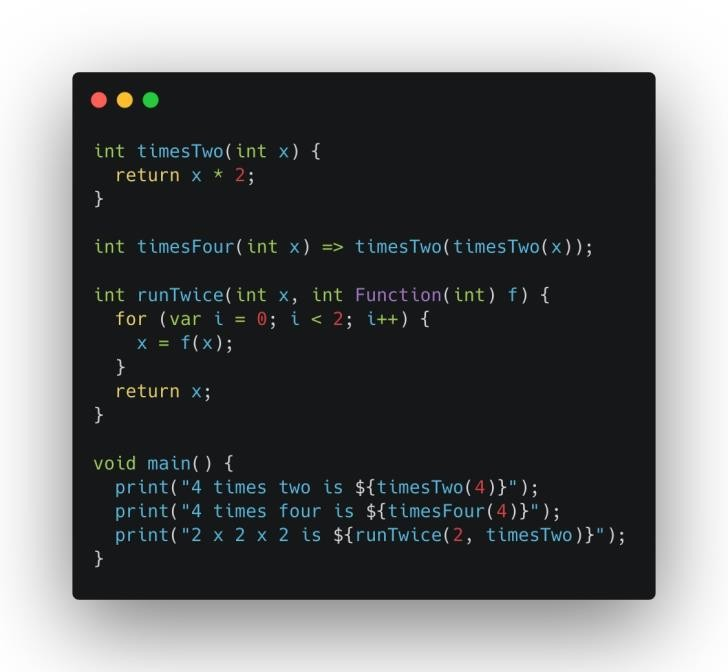 int timesTwo(int x) {
  return x * 2;
}

int timesFour(int x) => timesTwo(timesTwo(x));

int runTwice(int x, int Function(int) f) {
  for (var i = 0; i < 2; i++) {
    x = f(x);
  }
  return x;
}

void main() {
  print("4 times two is ${timesTwo(4)}");
  print("4 times four is ${timesFour(4)}");
  print("2 x 2 x 2 is ${runTwice(2, timesTwo)}");
}